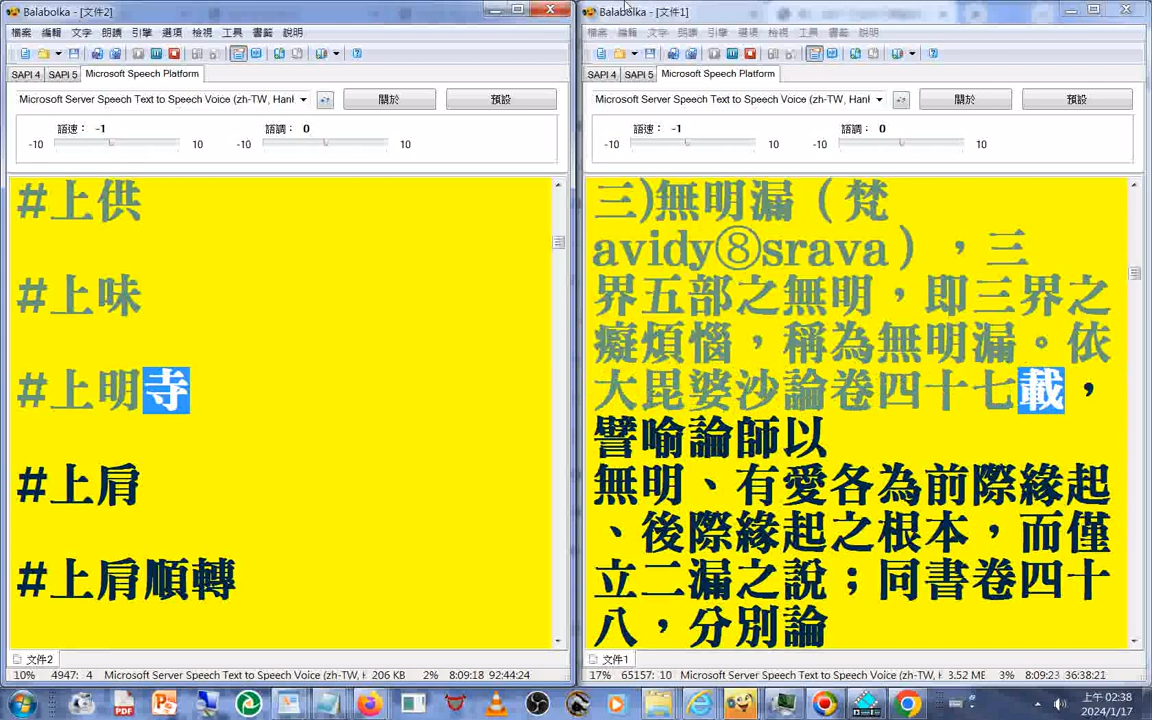 Balabolka - [文件2]
檔案 編輯 文字 朗讀 引擎 選項 檢視 工具 書籤 說明
SAPI 4 SAPI 5 Microsoft Speech Platform
Microsoft Server Speech Text to Speech Voice (zh-TW, Hanl
關於
預設
語速： -1
語調： 0
-10 10 -10 10
#上供
#上味
#上明寺
#上肩
#上肩順轉
文件2
10% 4947: 4 Microsoft Server Speech Text to Speech Voice (zh-TW, H 206 KB 2% 8:09:18 92:44:24
Balabolka - [文件1]
檔案 編輯 文字 朗讀 引擎 選項 檢視 工具 書籤 說明
SAPI 4 SAPI 5 Microsoft Speech Platform
Microsoft Server Speech Text to Speech Voice (zh-TW, Hanl
關於
預設
語速： -1
語調： 0
-10 10 -10 10
三)無明漏（梵
avidy⑧srava），三
界五部之無明，即三界之
癡煩惱，稱為無明漏。依
大毘婆沙論卷四十七載，
譬喻論師以
無明、有愛各為前際緣起
、後際緣起之根本，而僅
立二漏之說；同書卷四十
八，分別論
文件1
17% 65157: 10 Microsoft Server Speech Text to Speech Voice (zh-TW, H 3.52 ME 3% 8:09:23 36:38:21
上午 02:38
2024/1/17